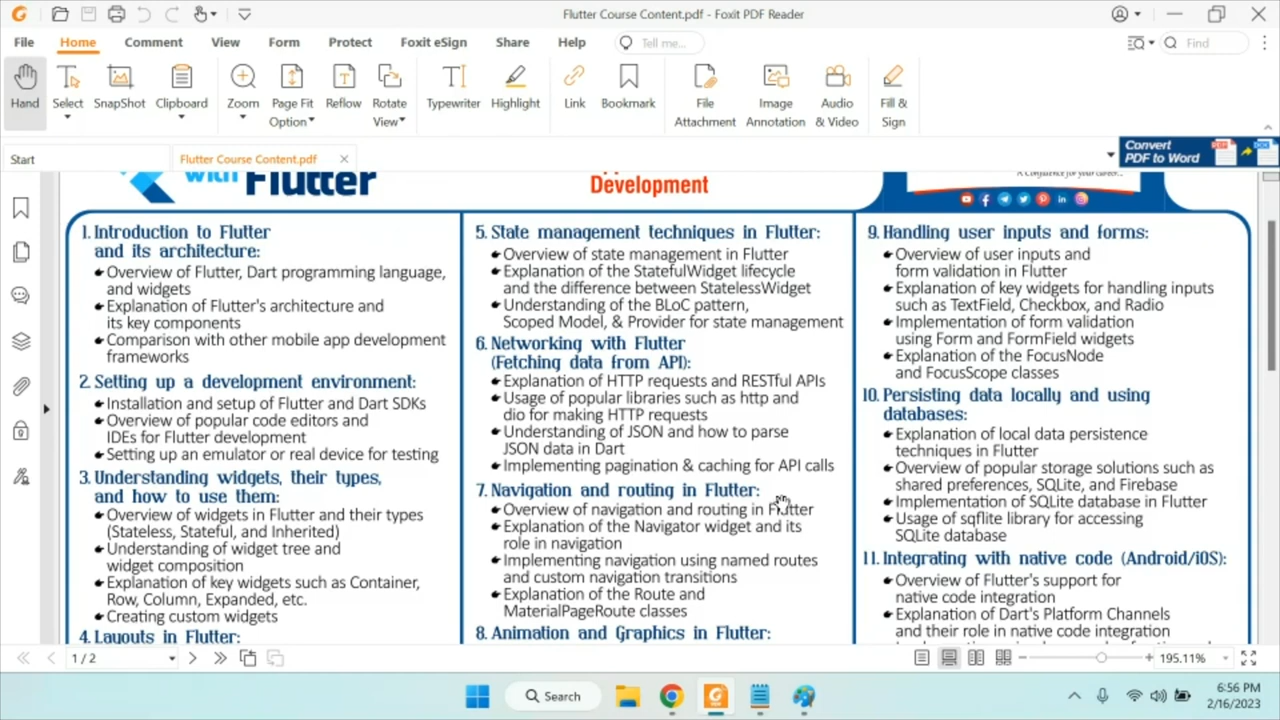 Flutter Course Content.pdf - Foxit PDF Reader
File Home Comment View Form Protect Foxit eSign Share Help Tell me... Find
Hand Select SnapShot Clipboard Zoom Page Fit Option Reflow Rotate View Typewriter Highlight Link Bookmark File Attachment Image Annotation Audio & Video Fill & Sign
Start Flutter Course Content.pdf
Convert
PDF to Word
with Flutter
Development
1. Introduction to Flutter
and its architecture:
Overview of Flutter, Dart programming language,
and widgets
Explanation of Flutter's architecture and
its key components
Comparison with other mobile app development
frameworks
2. Setting up a development environment:
Installation and setup of Flutter and Dart SDKs
Overview of popular code editors and
IDEs for Flutter development
Setting up an emulator or real device for testing
3. Understanding widgets, their types,
and how to use them:
Overview of widgets in Flutter and their types
(Stateless, Stateful, and Inherited)
Understanding of widget tree and
widget composition
Explanation of key widgets such as Container,
Row, Column, Expanded, etc.
Creating custom widgets
4. Layouts in Flutter:
5. State management techniques in Flutter:
Overview of state management in Flutter
Explanation of the StatefulWidget lifecycle
and the difference between StatelessWidget
Understanding of the BLoC pattern,
Scoped Model, & Provider for state management
6. Networking with Flutter
(Fetching data from API):
Explanation of HTTP requests and RESTful APIs
Usage of popular libraries such as http and
dio for making HTTP requests
Understanding of JSON and how to parse
JSON data in Dart
Implementing pagination & caching for API calls
7. Navigation and routing in Flutter:
Overview of navigation and routing in Flutter
Explanation of the Navigator widget and its
role in navigation
Implementing navigation using named routes
and custom navigation transitions
Explanation of the Route and
MaterialPageRoute classes
8. Animation and Graphics in Flutter:
9. Handling user inputs and forms:
Overview of user inputs and
form validation in Flutter
Explanation of key widgets for handling inputs
such as TextField, Checkbox, and Radio
Implementation of form validation
using Form and FormField widgets
Explanation of the FocusNode
and FocusScope classes
10. Persisting data locally and using
databases:
Explanation of local data persistence
techniques in Flutter
Overview of popular storage solutions such as
shared preferences, SQLite, and Firebase
Implementation of SQLite database in Flutter
Usage of sqflite library for accessing
SQLite database
11. Integrating with native code (Android/iOS):
Overview of Flutter's support for
native code integration
Explanation of Dart's Platform Channels
and their role in native code integration
1 / 2
195.11%
Search
6:56 PM
2/16/2023